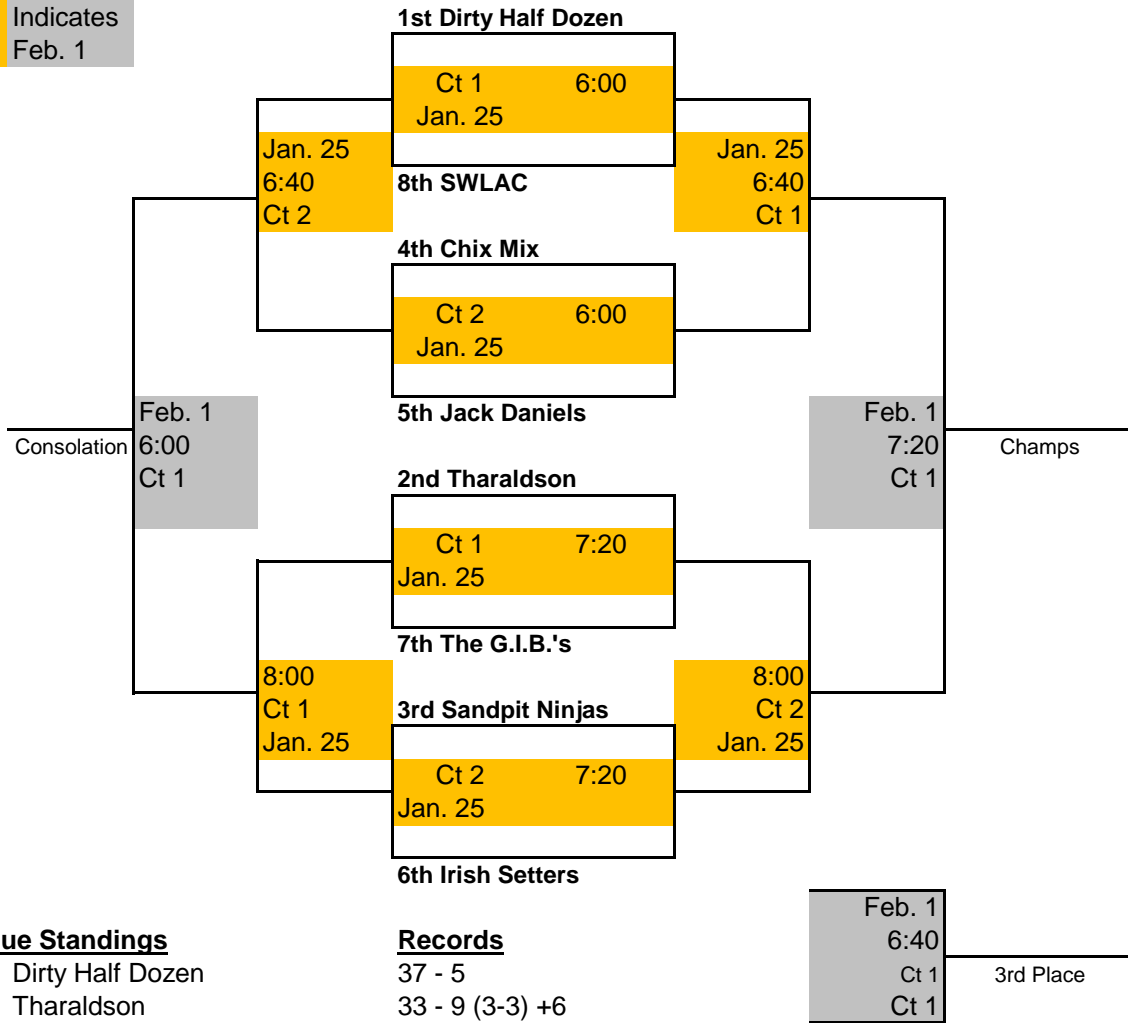 Indicates
Feb. 1
1st Dirty Half Dozen
Ct 1 6:00
Jan. 25
Jan. 25
6:40
Ct 2
Jan. 25
6:40
Ct 1
8th SWLAC
4th Chix Mix
Ct 2 6:00
Jan. 25
5th Jack Daniels
Feb. 1
6:00
Ct 1
Consolation
Feb. 1
7:20
Ct 1
Champs
2nd Tharaldson
Ct 1 7:20
Jan. 25
7th The G.I.B.'s
8:00
Ct 1
Jan. 25
8:00
Ct 2
Jan. 25
3rd Sandpit Ninjas
Ct 2 7:20
Jan. 25
6th Irish Setters
Feb. 1
6:40
Ct 1
Ct 1
3rd Place
ue Standings Records
Dirty Half Dozen 37 - 5
Tharaldson 33 - 9 (3-3) +6